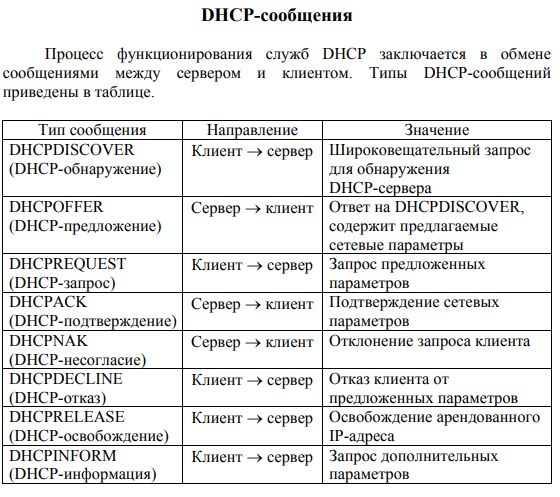 DHCP-сообщения
Процесс функционирования служб DHCP заключается в обмене
сообщениями между сервером и клиентом. Типы DHCP-сообщений
приведены в таблице.
Тип сообщения Направление Значение
DHCPDISCOVER Клиент → сервер Широковещательный запрос
(DHCP-обнаружение) для обнаружения
DHCP-сервера
DHCPOFFER Сервер → клиент Ответ на DHCPDISCOVER,
(DHCP-предложение) содержит предлагаемые
сетевые параметры
DHCPREQUEST Клиент → сервер Запрос предложенных
(DHCP-запрос) параметров
DHCPACK Сервер → клиент Подтверждение сетевых
(DHCP-подтверждение) параметров
DHCPNAK Сервер → клиент Отклонение запроса клиента
(DHCP-несогласие)
DHCPDECLINE Клиент → сервер Отказ клиента от
(DHCP-отказ) предложенных параметров
DHCPRELEASE Клиент → сервер Освобождение арендованного
(DHCP-освобождение) IP-адреса
DHCPINFORM Клиент → сервер Запрос дополнительных
(DHCP-информация) параметров